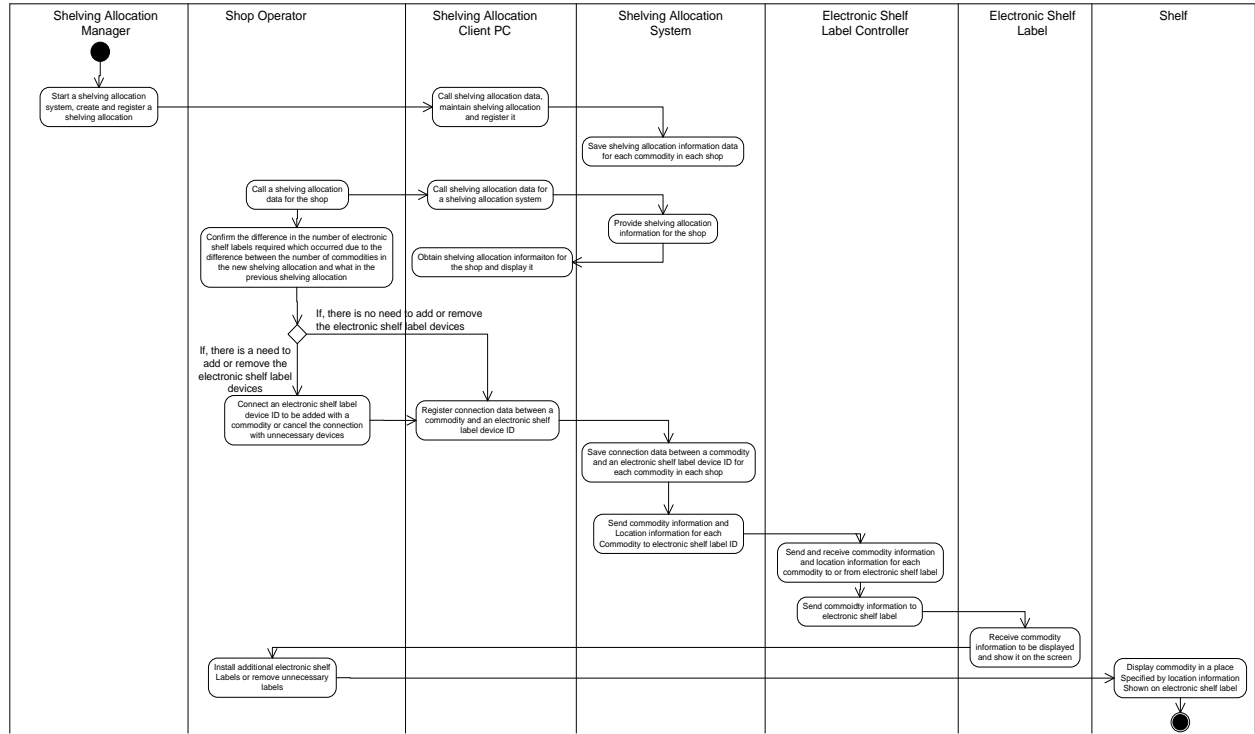 Shelving Allocation
Manager
Shop Operator
Shelving Allocation
Client PC
Shelving Allocation
System
Electronic Shelf
Label Controller
Electronic Shelf
Label
Shelf
Start a shelving allocation
system, create and register a
shelving allocation
Call shelving allocation data,
maintain shelving allocation
and register it
Save shelving allocation information data
for each commodity in each shop
Call a shelving allocation
data for the shop
Call shelving allocation data for
a shelving allocation system
Provide shelving allocation
information for the shop
Confirm the difference in the number of electronic
shelf labels required which occurred due to the
difference between the number of commodities in
the new shelving allocation and what in the
previous shelving allocation
Obtain shelving allocation informaiton for
the shop and display it
If, there is no need to add or remove
the electronic shelf label devices
If, there is a need to
add or remove the
electronic shelf label
devices
Connect an electronic shelf label
device ID to be added with a
commodity or cancel the connection
with unnecessary devices
Register connection data between a
commodity and an electronic shelf
label device ID
Save connection data between a commodity
and an electronic shelf label device ID for
each commodity in each shop
Send commodity information and
Location information for each
Commodity to electronic shelf label ID
Send and receive commodity information
and location information for each
commodity to or from electronic shelf label
Send commoidty information to
electronic shelf label
Receive commodity
information to be displayed
and show it on the screen
Install additional electronic shelf
Labels or remove unnecessary
labels
Display commodity in a place
Specified by location information
Shown on electronic shelf label